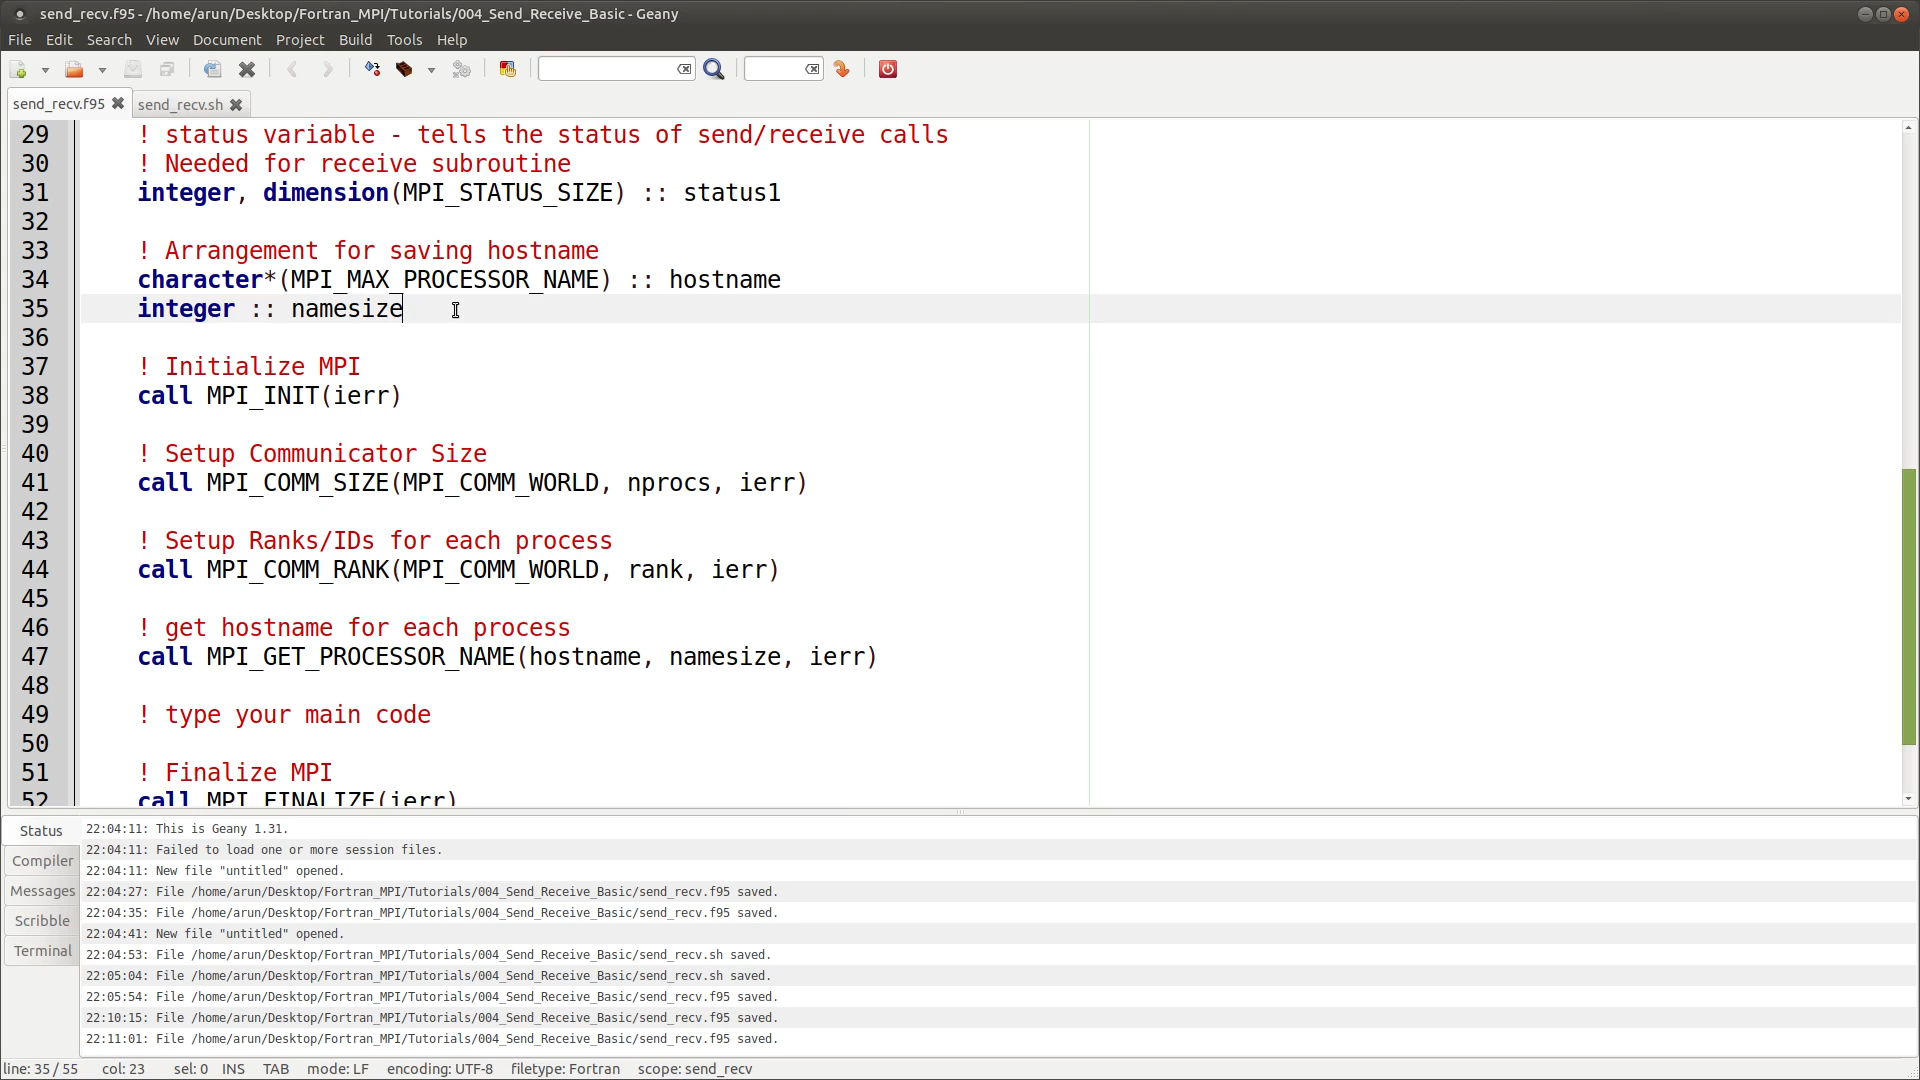 send_recv.f95 - /home/arun/Desktop/Fortran_MPI/Tutorials/004_Send_Receive_Basic - Geany
File Edit Search View Document Project Build Tools Help
send_recv.f95 send_recv.sh
29 ! status variable - tells the status of send/receive calls
30 ! Needed for receive subroutine
31 integer, dimension(MPI_STATUS_SIZE) :: status1
32
33 ! Arrangement for saving hostname
34 character*(MPI_MAX_PROCESSOR_NAME) :: hostname
35 integer :: namesize
36
37 ! Initialize MPI
38 call MPI_INIT(ierr)
39
40 ! Setup Communicator Size
41 call MPI_COMM_SIZE(MPI_COMM_WORLD, nprocs, ierr)
42
43 ! Setup Ranks/IDs for each process
44 call MPI_COMM_RANK(MPI_COMM_WORLD, rank, ierr)
45
46 ! get hostname for each process
47 call MPI_GET_PROCESSOR_NAME(hostname, namesize, ierr)
48
49 ! type your main code
50
51 ! Finalize MPI
52 call MPI_FINALIZE(ierr)
Status
Compiler
Messages
Scribble
Terminal
22:04:11: This is Geany 1.31.
22:04:11: Failed to load one or more session files.
22:04:11: New file "untitled" opened.
22:04:27: File /home/arun/Desktop/Fortran_MPI/Tutorials/004_Send_Receive_Basic/send_recv.f95 saved.
22:04:35: File /home/arun/Desktop/Fortran_MPI/Tutorials/004_Send_Receive_Basic/send_recv.f95 saved.
22:04:41: New file "untitled" opened.
22:04:53: File /home/arun/Desktop/Fortran_MPI/Tutorials/004_Send_Receive_Basic/send_recv.sh saved.
22:05:04: File /home/arun/Desktop/Fortran_MPI/Tutorials/004_Send_Receive_Basic/send_recv.sh saved.
22:05:54: File /home/arun/Desktop/Fortran_MPI/Tutorials/004_Send_Receive_Basic/send_recv.f95 saved.
22:10:15: File /home/arun/Desktop/Fortran_MPI/Tutorials/004_Send_Receive_Basic/send_recv.f95 saved.
22:11:01: File /home/arun/Desktop/Fortran_MPI/Tutorials/004_Send_Receive_Basic/send_recv.f95 saved.
line: 35 / 55 col: 23 sel: 0 INS TAB mode: LF encoding: UTF-8 filetype: Fortran scope: send_recv